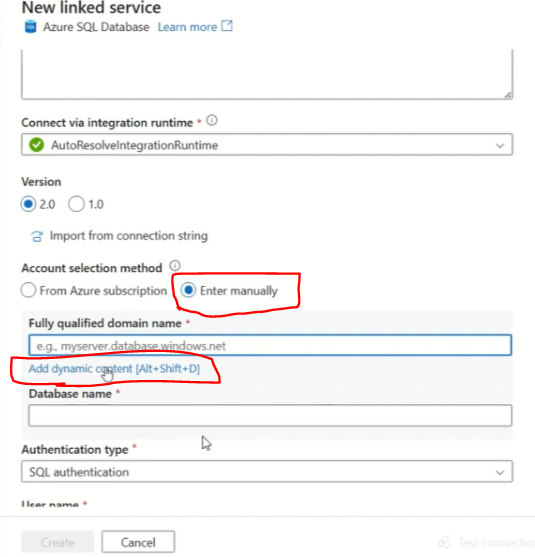 New linked service
Azure SQL Database Learn more
Connect via integration runtime *
AutoResolveIntegrationRuntime
Version
2.0 1.0
Import from connection string
Account selection method
From Azure subscription Enter manually
Fully qualified domain name *
e.g., myserver.database.windows.net
Add dynamic content [Alt+Shift+D]
Database name *
Authentication type *
SQL authentication
User name *
Create Cancel Test connectio